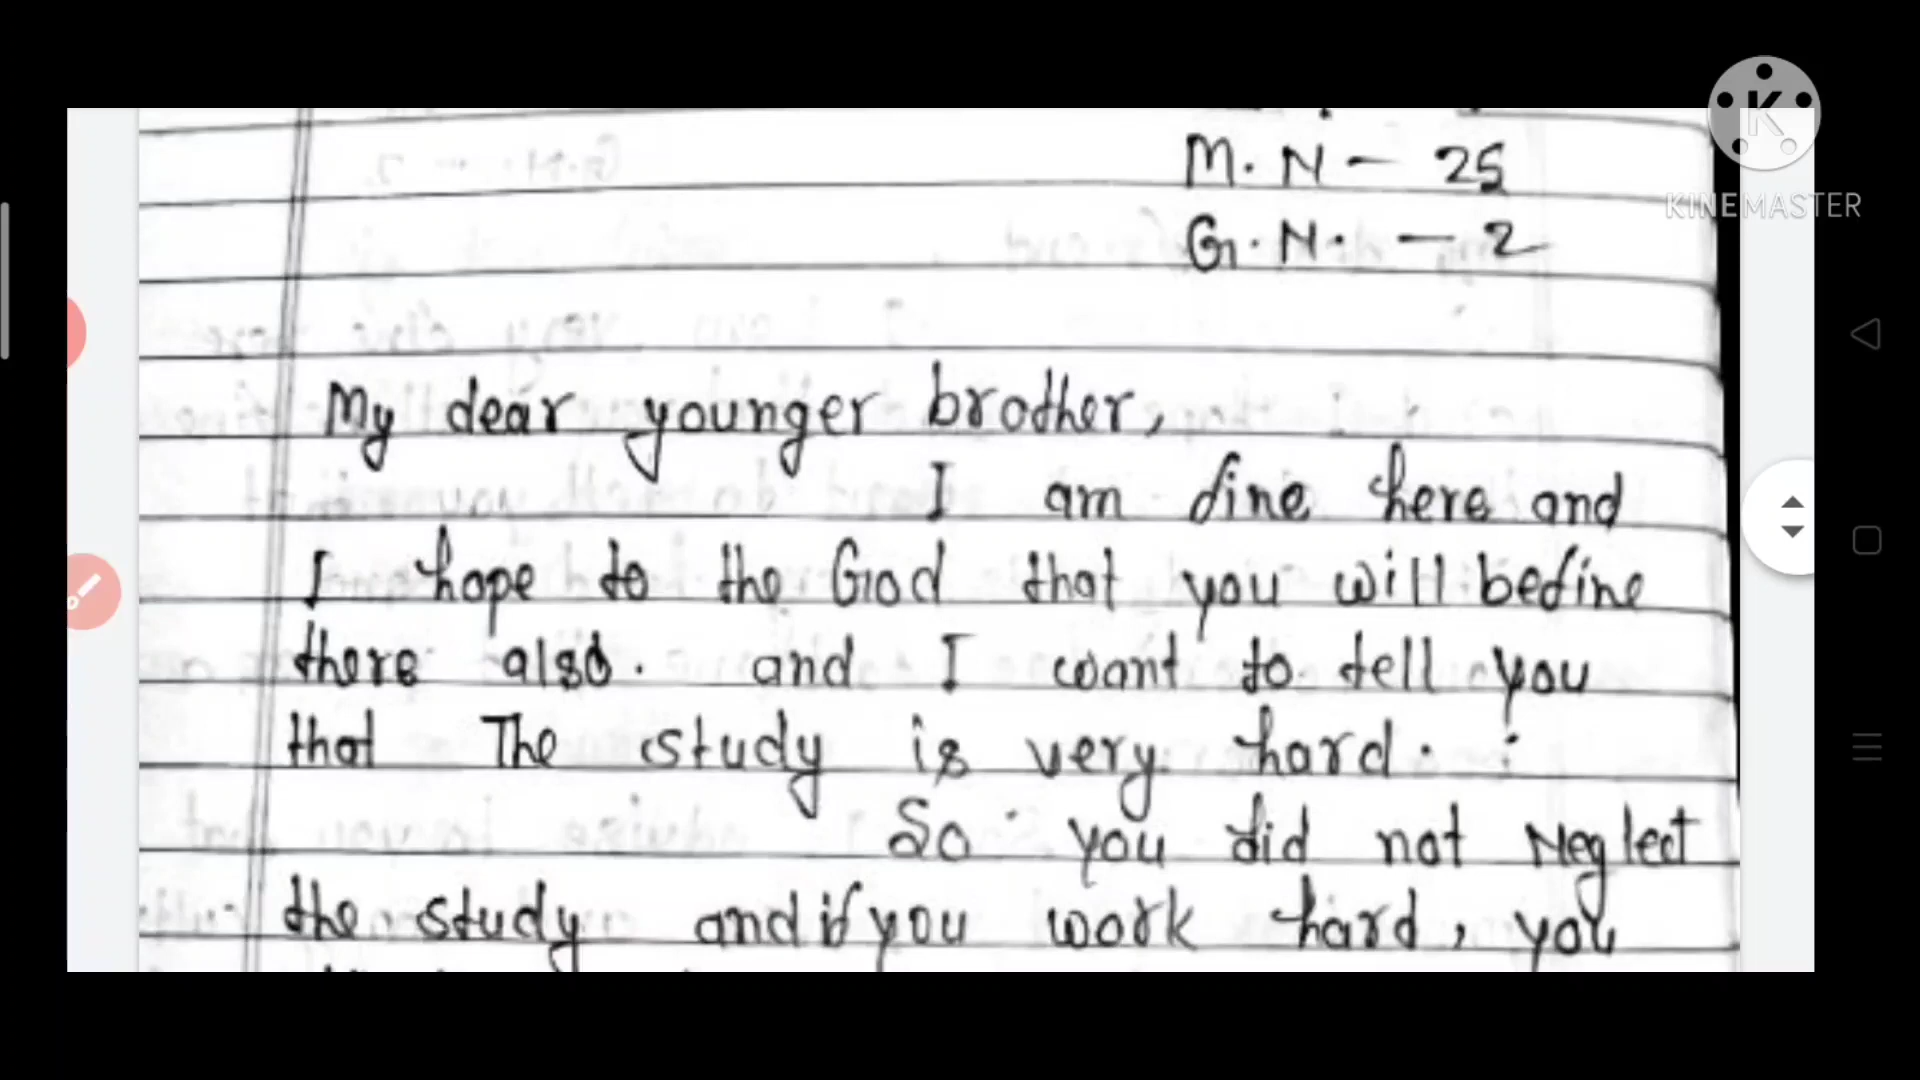 M. N - 25
G. N. - 2
KINEMASTER
My dear younger brother,
I am fine here and
I hope to the God that you will befine
there also. and I want to tell you
that The study is very hard.
So you did not Neglect
the study and if you work hard, you